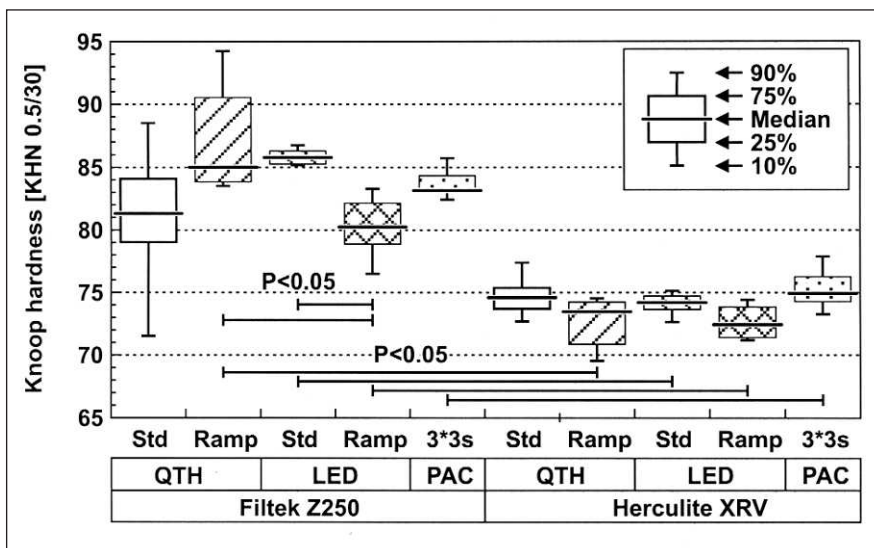 Knoop hardness [KHN 0.5/30]
95
90
85
80
75
70
65
90%
75%
Median
25%
10%
P<0.05
P<0.05
Std Ramp Std Ramp 3*3s Std Ramp Std Ramp 3*3s
QTH LED PAC QTH LED PAC
Filtek Z250 Herculite XRV